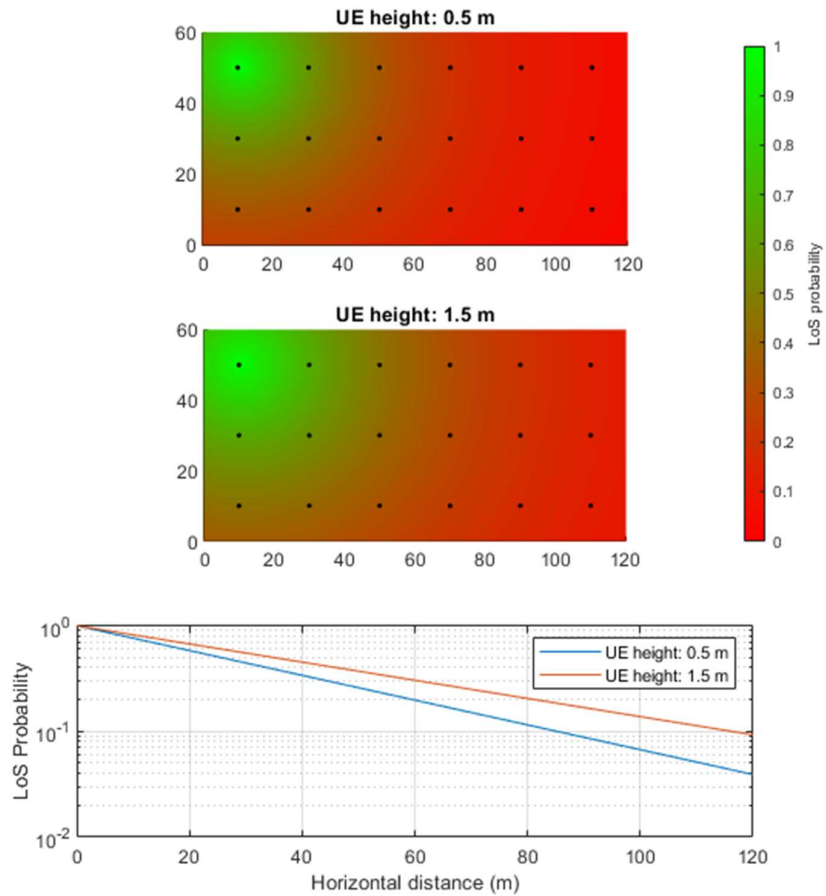 UE height: 0.5 m
60
40
20
0
0 20 40 60 80 100 120
UE height: 1.5 m
60
40
20
0
0 20 40 60 80 100 120
1
0.9
0.8
0.7
0.6
0.5
0.4
0.3
0.2
0.1
0
LoS probability
10^0
10^-1
10^-2
LoS Probability
UE height: 0.5 m
UE height: 1.5 m
0 20 40 60 80 100 120
Horizontal distance (m)